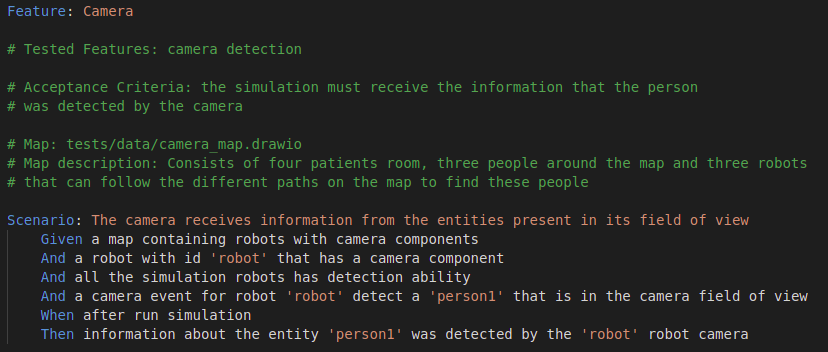 Feature: Camera
# Tested Features: camera detection
# Acceptance Criteria: the simulation must receive the information that the person
# was detected by the camera
# Map: tests/data/camera_map.drawio
# Map description: Consists of four patients room, three people around the map and three robots
# that can follow the different paths on the map to find these people
Scenario: The camera receives information from the entities present in its field of view
Given a map containing robots with camera components
And a robot with id 'robot' that has a camera component
And all the simulation robots has detection ability
And a camera event for robot 'robot' detect a 'person1' that is in the camera field of view
When after run simulation
Then information about the entity 'person1' was detected by the 'robot' robot camera